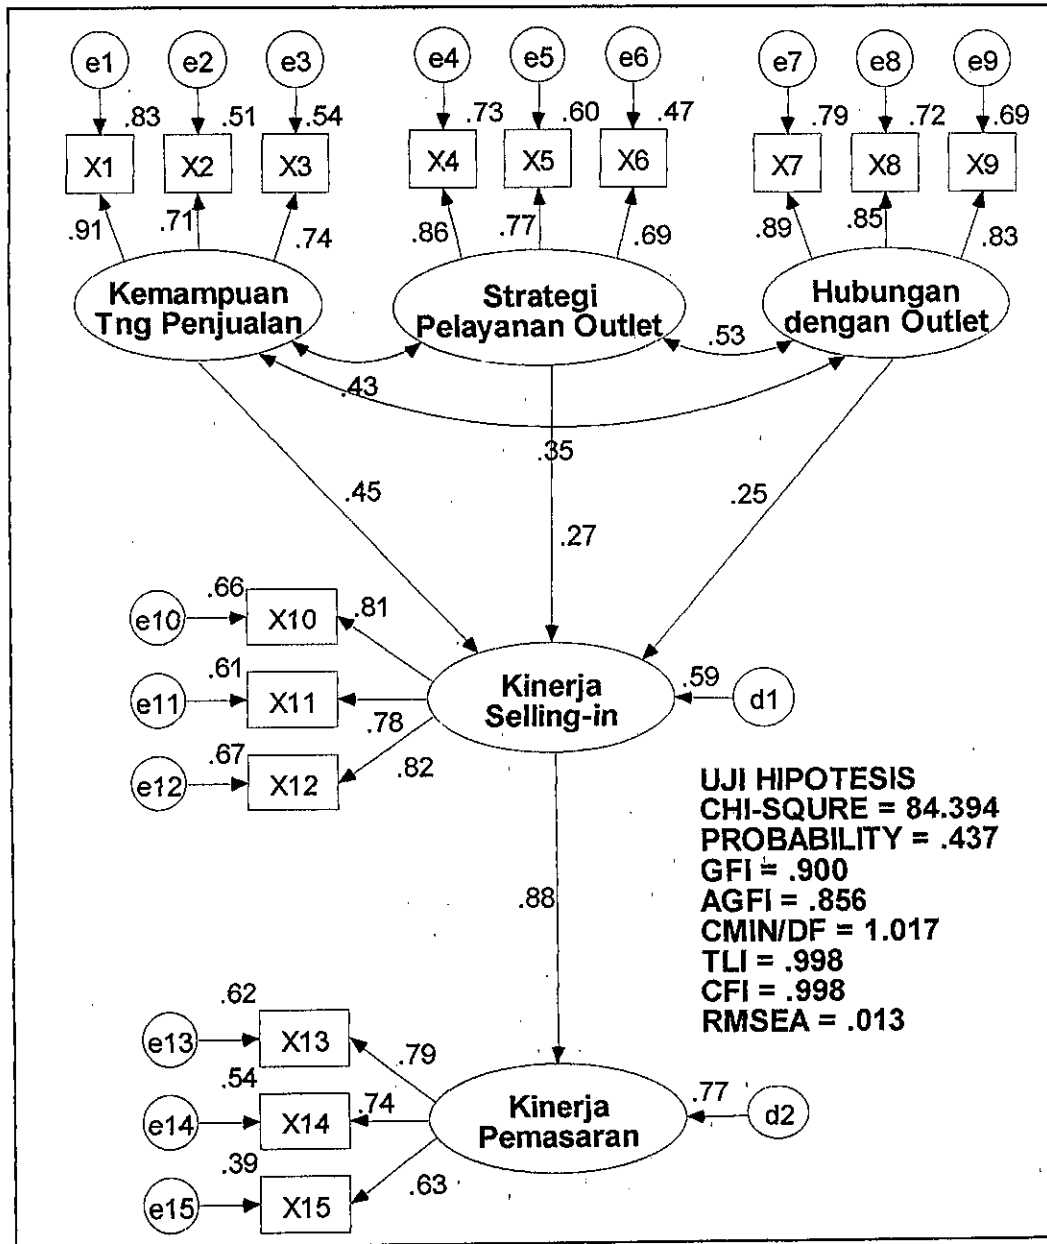 e1 e2 e3 e4 e5 e6 e7 e8 e9
.83 .51 .54 .73 .60 .47 .79 .72 .69
X1 X2 X3 X4 X5 X6 X7 X8 X9
.91 .71 .74 .86 .77 .69 .89 .85 .83
Kemampuan
Tng Penjualan
Strategi
Pelayanan Outlet
Hubungan
dengan Outlet
.53
.43
.35
.45
.27
.25
.66
e10 X10 .81
.61
e11 X11
.78
.67
e12 X12
.82
Kinerja
Selling-in
.59
d1
UJI HIPOTESIS
CHI-SQURE = 84.394
PROBABILITY = .437
GFI = .900
AGFI = .856
CMIN/DF = 1.017
TLI = .998
CFI = .998
RMSEA = .013
.88
.62
e13 X13 .79
.54
e14 X14 .74
.39
e15 X15 .63
Kinerja
Pemasaran
.77
d2